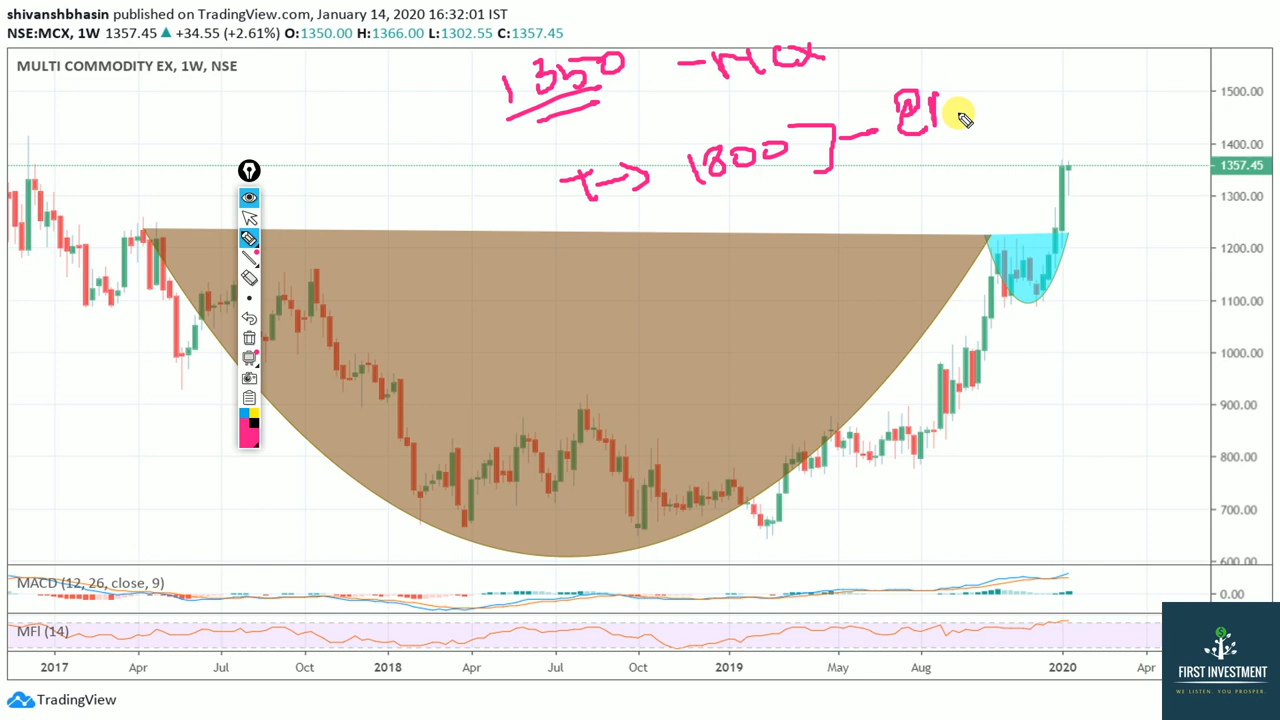 shivanshbhasin published on TradingView.com, January 14, 2020 16:32:01 IST
NSE:MCX, 1W 1357.45 ▲ +34.55 (+2.61%) O:1350.00 H:1366.00 L:1302.55 C:1357.45
MULTI COMMODITY EX, 1W, NSE
1350 - MCX
1800
1500.00
1400.00
1357.45
1300.00
1200.00
1100.00
1000.00
900.00
800.00
700.00
600.00
MACD (12, 26, close, 9)
0.00
MFI (14)
2017 Apr Jul Oct 2018 Apr Jul Oct 2019 May Aug 2020 Apr
TradingView
$
FIRST INVESTMENT
WE LISTEN. YOU PROSPER.